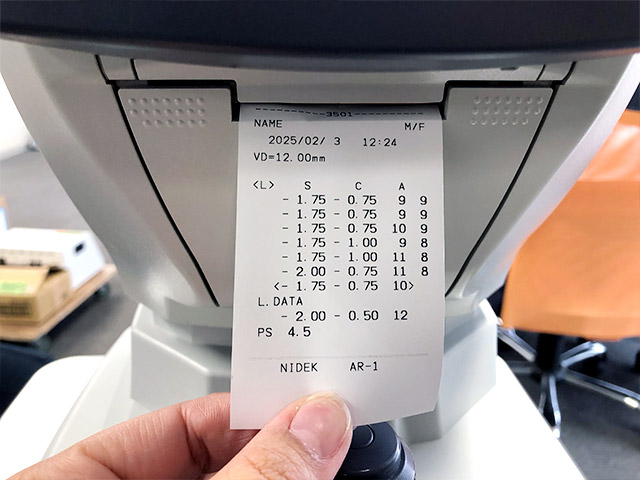 3501
NAME M/F
2025/02/ 3 12:24
VD=12.00mm
<L> S C A
- 1.75 - 0.75 9 9
- 1.75 - 0.75 9 9
- 1.75 - 0.75 10 9
- 1.75 - 1.00 9 8
- 1.75 - 1.00 11 8
- 2.00 - 0.75 11 8
<- 1.75 - 0.75 10>
L.DATA
- 2.00 - 0.50 12
PS 4.5
NIDEK AR-1